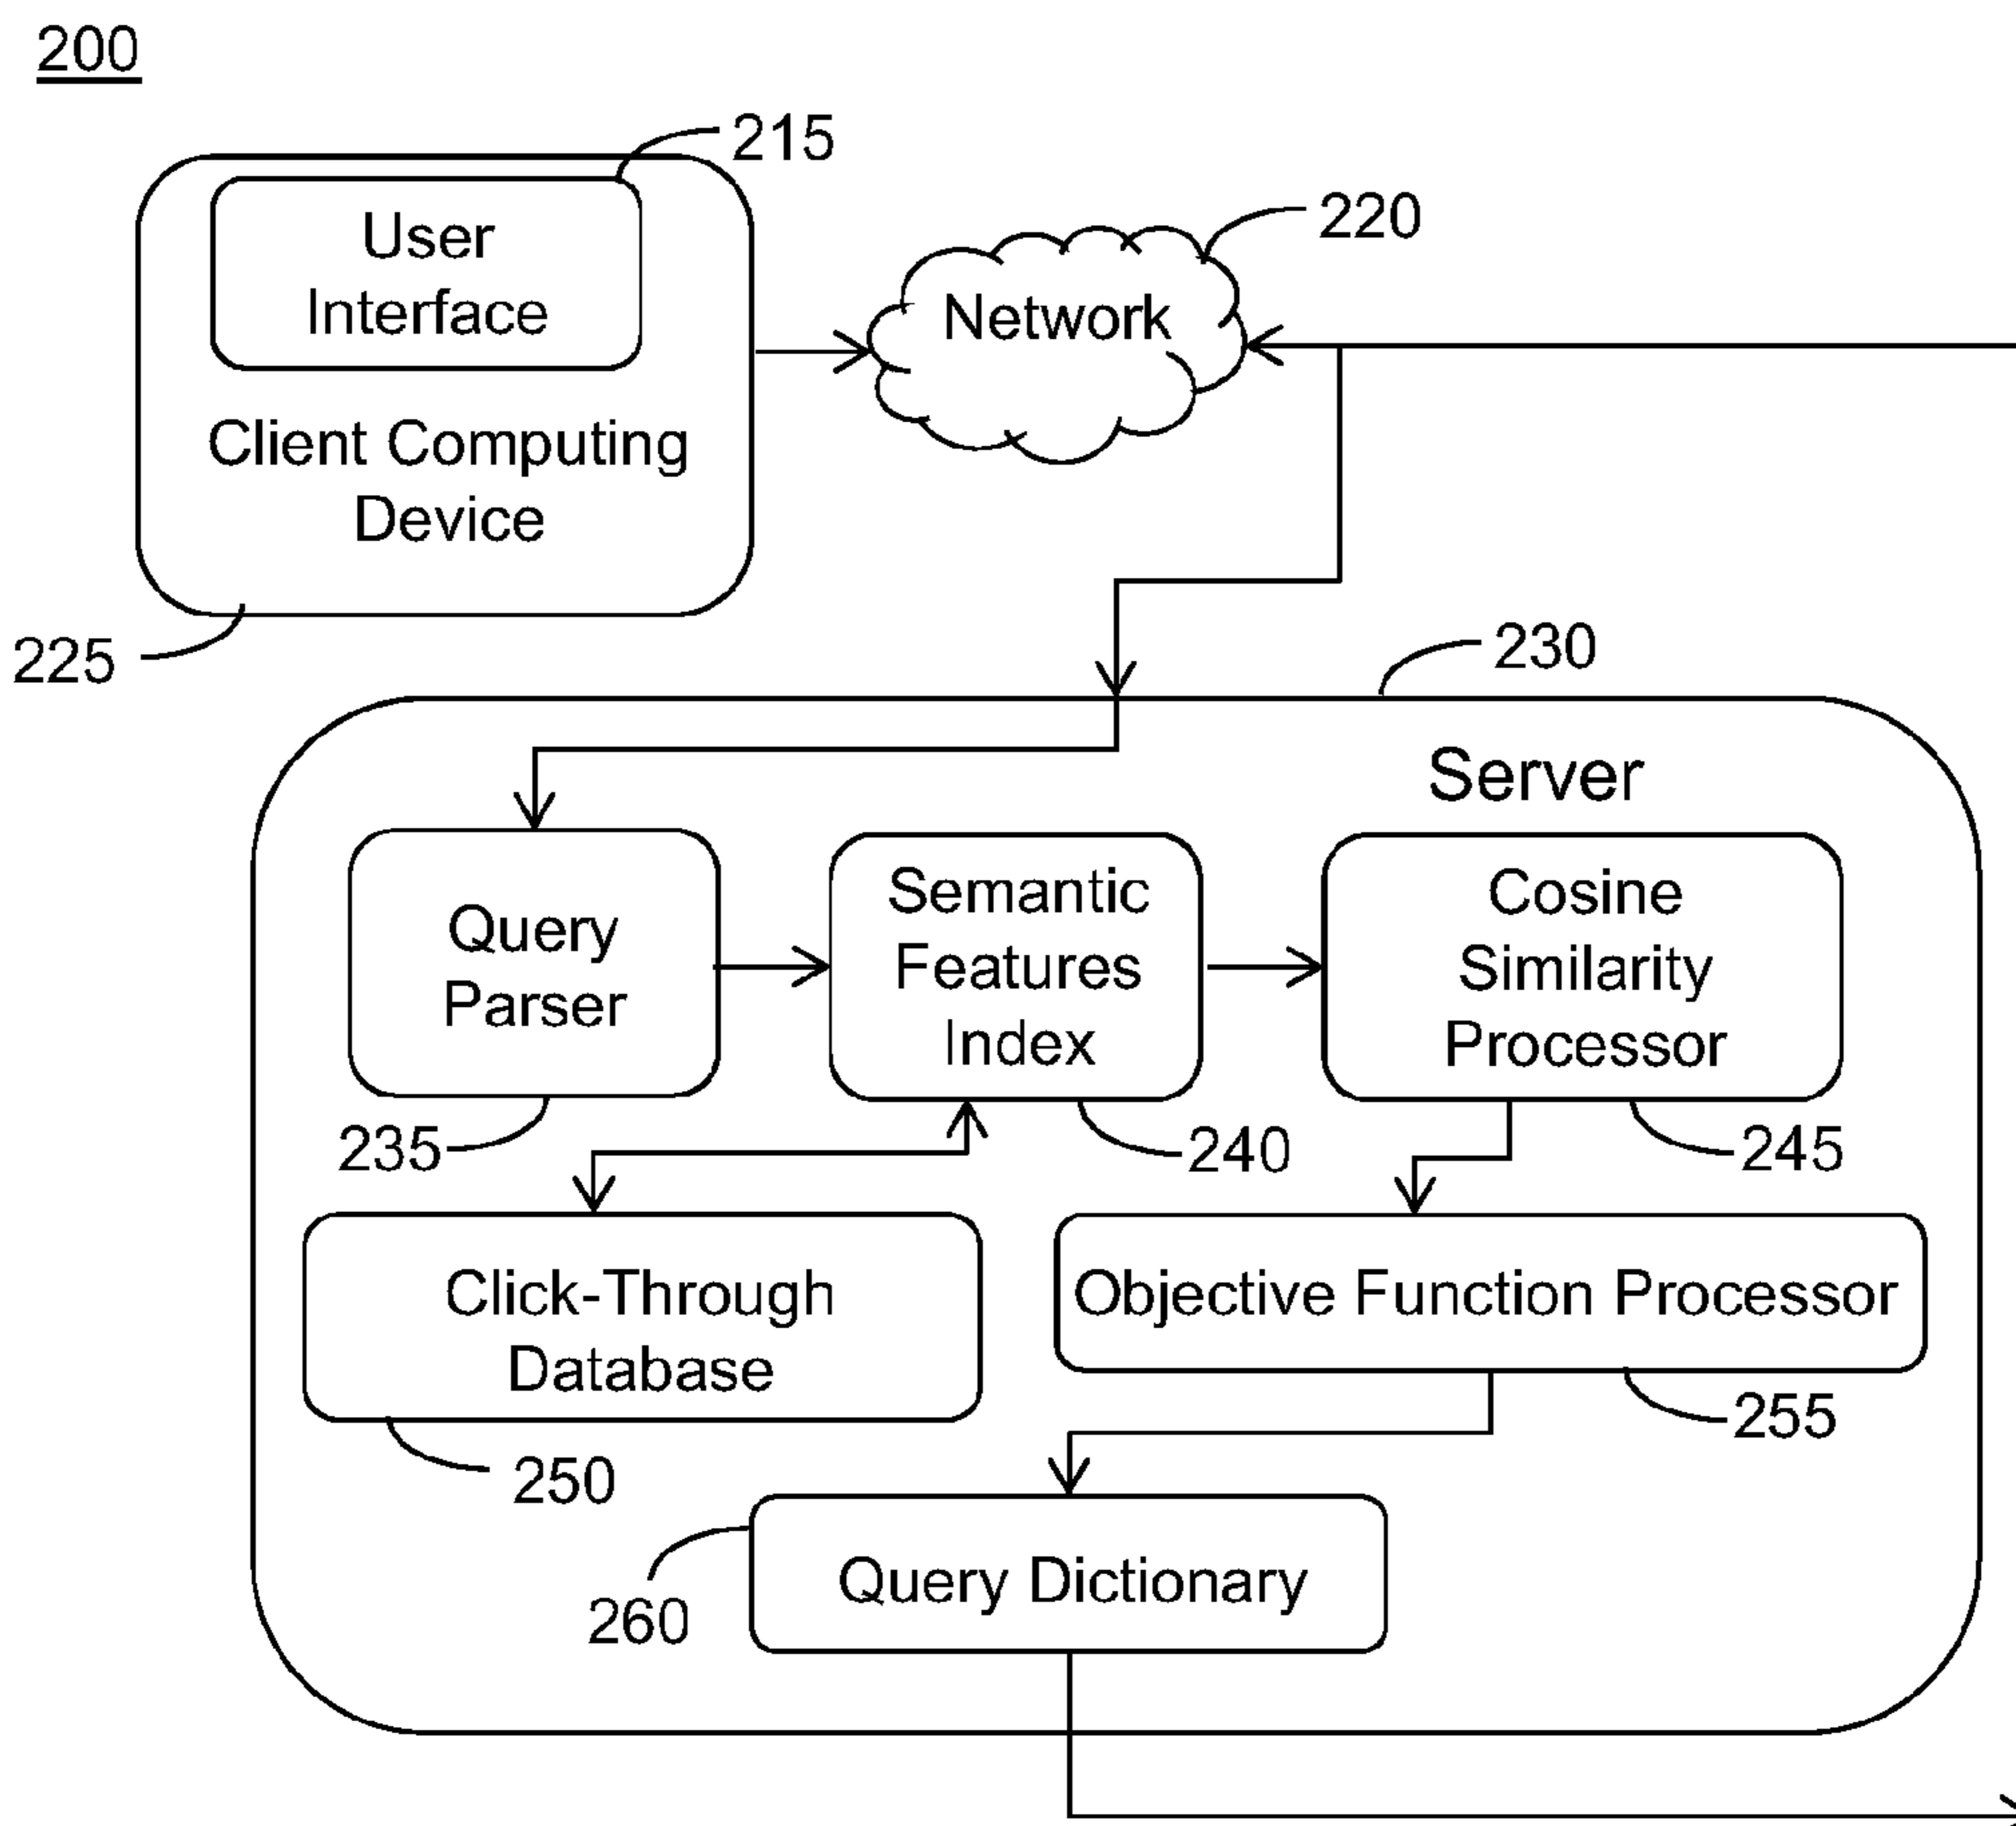 200
215
User
Interface
220
Network
Client Computing
Device
225
230
Server
Query
Parser
Semantic
Features
Index
Cosine
Similarity
Processor
235
240
245
Click-Through
Database
Objective Function Processor
250
255
260
Query Dictionary